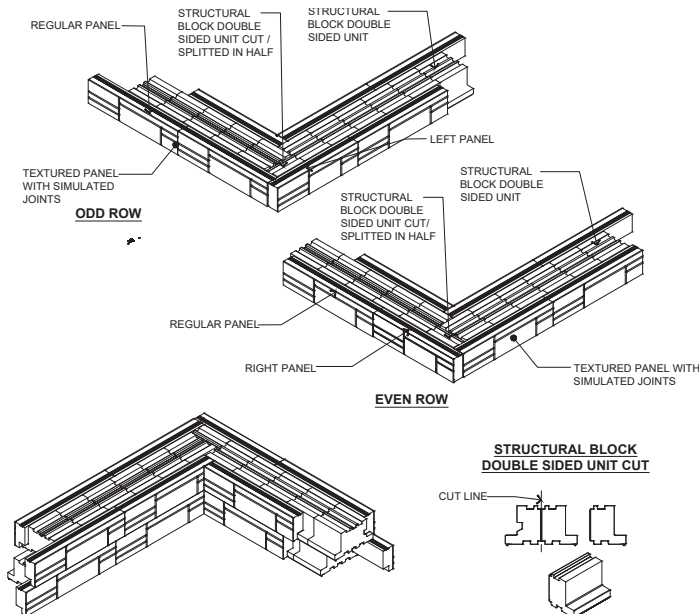 REGULAR PANEL
STRUCTURAL
BLOCK DOUBLE
SIDED UNIT CUT /
SPLITTED IN HALF
STRUCTURAL
BLOCK DOUBLE
SIDED UNIT
LEFT PANEL
TEXTURED PANEL
WITH SIMULATED
JOINTS
ODD ROW
STRUCTURAL
BLOCK DOUBLE
SIDED UNIT CUT/
SPLITTED IN HALF
STRUCTURAL
BLOCK DOUBLE
SIDED UNIT
REGULAR PANEL
RIGHT PANEL
TEXTURED PANEL WITH
SIMULATED JOINTS
EVEN ROW
STRUCTURAL BLOCK
DOUBLE SIDED UNIT CUT
CUT LINE